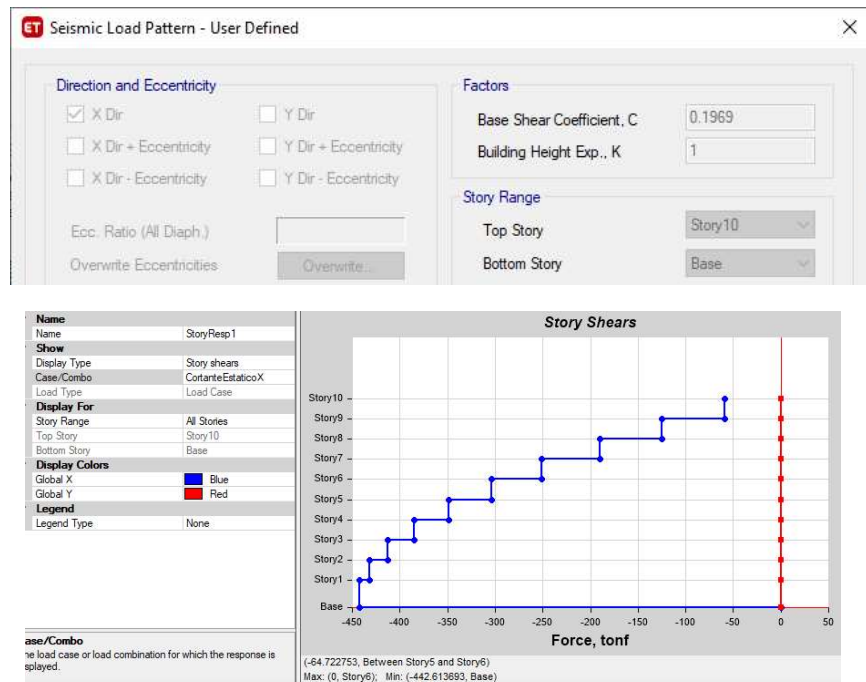 ET Seismic Load Pattern - User Defined
Direction and Eccentricity
X Dir Y Dir
X Dir + Eccentricity Y Dir + Eccentricity
X Dir - Eccentricity Y Dir - Eccentricity
Ecc. Ratio (All Diaph.)
Overwrite Eccentricities Overwrite...
Factors
Base Shear Coefficient, C 0.1969
Building Height Exp., K 1
Story Range
Top Story Story10
Bottom Story Base
Name
Name StoryResp1
Show
Display Type Story shears
Case/Combo CortanteEstaticoX
Load Type Load Case
Display For
Story Range All Stories
Top Story Story10
Bottom Story Base
Display Colors
Global X Blue
Global Y Red
Legend
Legend Type None
ase/Combo
he load case or load combination for which the response is
splayed.
Story Shears
Story10
Story9
Story8
Story7
Story6
Story5
Story4
Story3
Story2
Story1
Base
-450 -400 -350 -300 -250 -200 -150 -100 -50 0 50
Force, tonf
(-64.722753, Between Story5 and Story6)
Max: (0, Story6); Min: (-442.613693, Base)